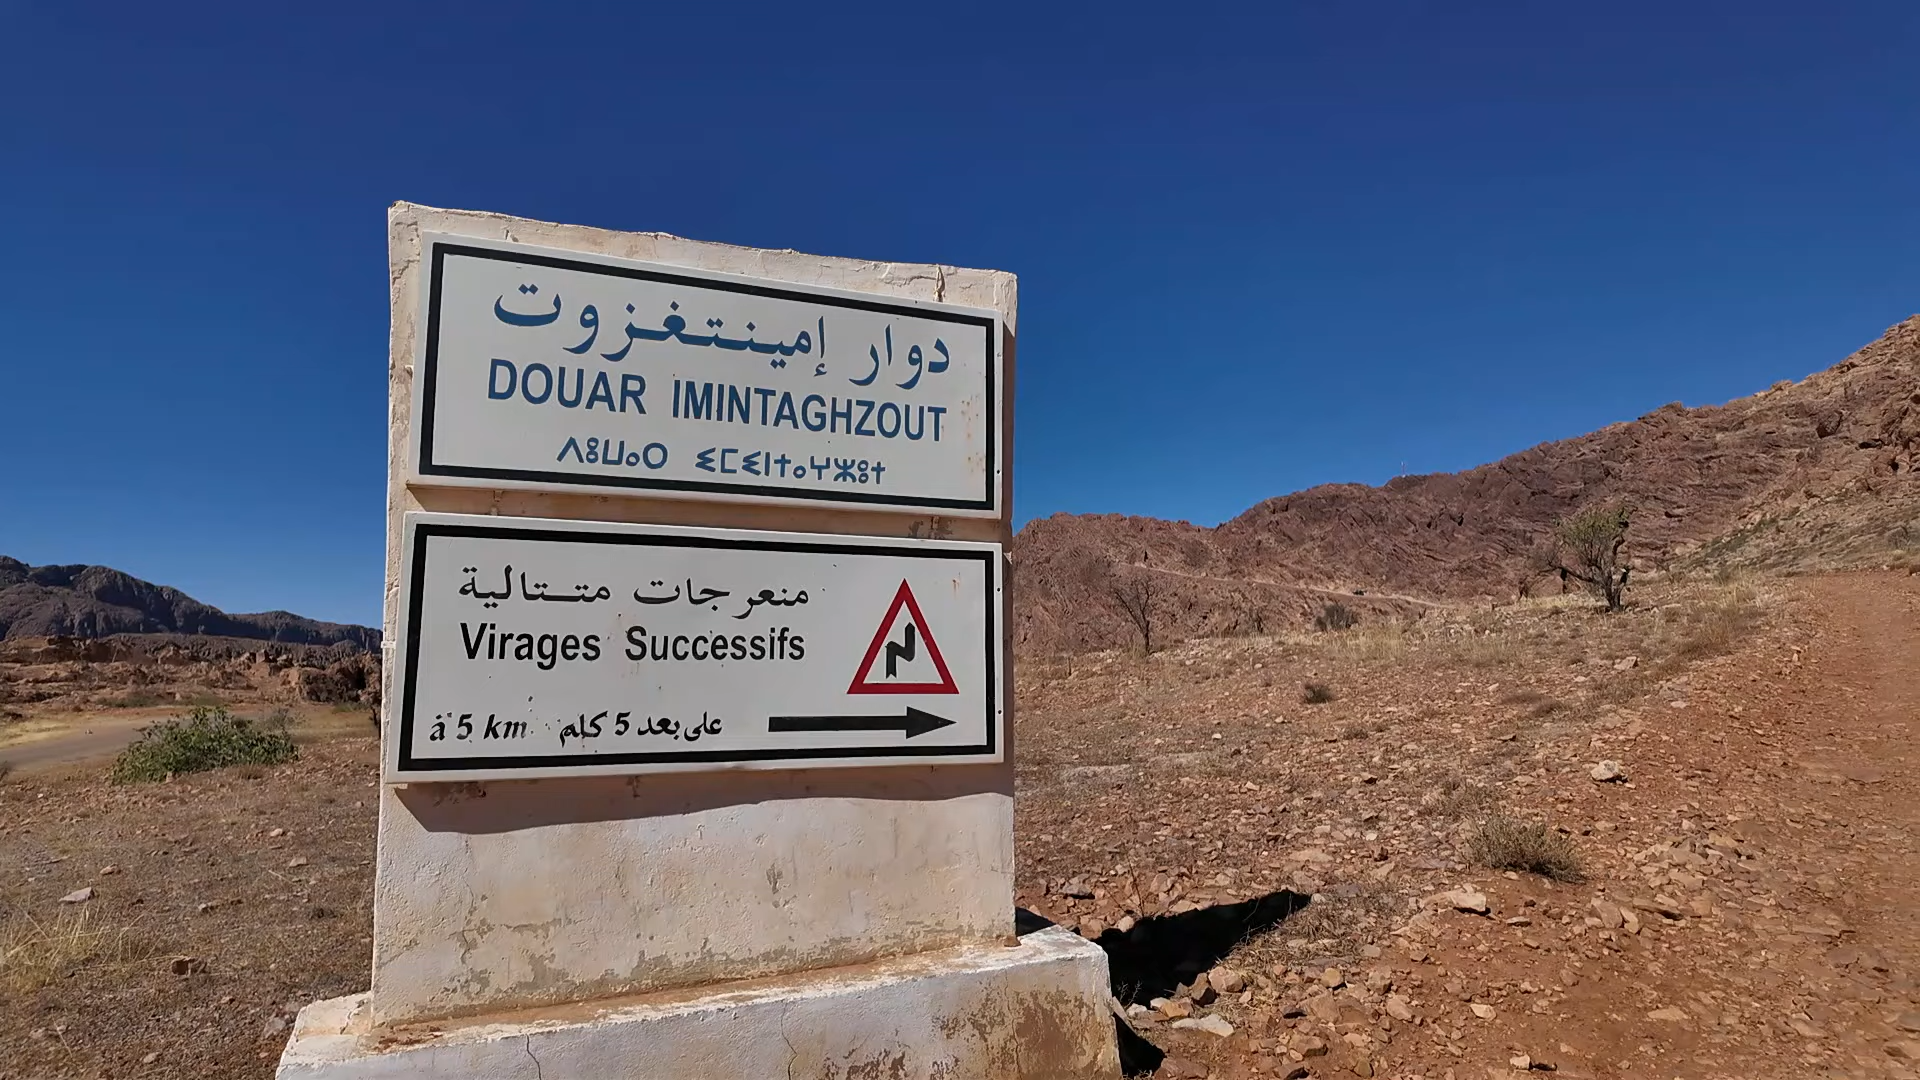 دوار إمينتغزوت
DOUAR IMINTAGHZOUT
ⴷⵓⵡⴰⵔ ⵉⵎⵉⵏⵜⴰⵖⵣⵓⵜ
منعرجات متتالية
Virages Successifs
à 5 km على بعد 5 كلم